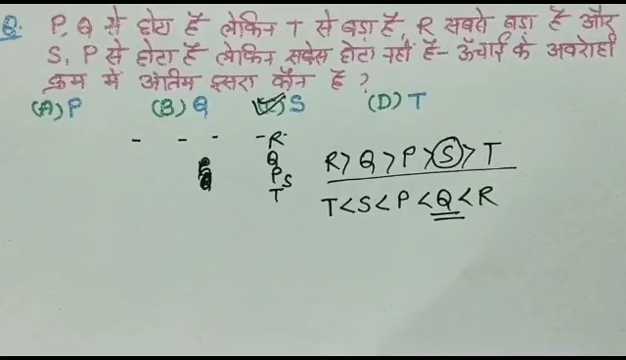 Q. P, Q से छोटा है लेकिन T से बड़ा है, R सबसे बड़ा है और
S, P से छोटा है लेकिन सबसे छोटा नहीं है- ऊँचाई के अवरोही
क्रम में अंतिम दूसरा कौन है ?
(A) P (B) Q (C) S (D) T
- - - - R -
Q
P S
T
R > Q > P > S > T
T < S < P < Q < R